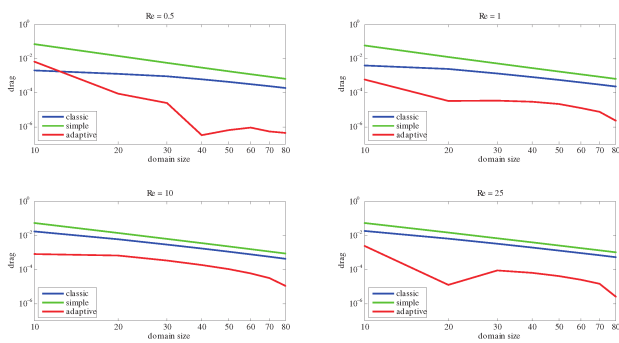 Re = 0.5
10^0
10^-2
10^-4
10^-6
drag
classic
simple
adaptive
10 20 30 40 50 60 70 80
domain size
Re = 1
10^0
10^-2
10^-4
10^-6
drag
classic
simple
adaptive
10 20 30 40 50 60 70 80
domain size
Re = 10
10^0
10^-2
10^-4
10^-6
drag
classic
simple
adaptive
10 20 30 40 50 60 70 80
domain size
Re = 25
10^0
10^-2
10^-4
10^-6
drag
classic
simple
adaptive
10 20 30 40 50 60 70 80
domain size